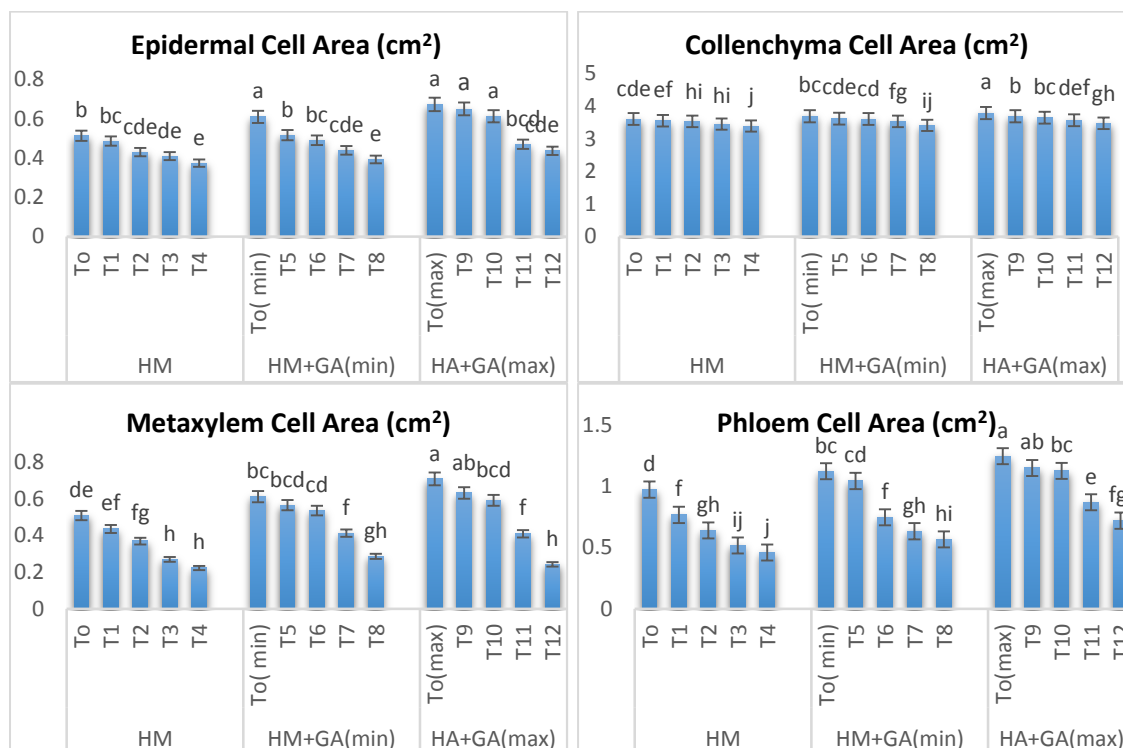 Epidermal Cell Area (cm²)
0.8
0.6
0.4
0.2
0
b bc cde de e a b bc cde e a a a bcd cde
To T1 T2 T3 T4 To( min) T5 T6 T7 T8 To(max) T9 T10 T11 T12
HM HM+GA(min) HA+GA(max)
Collenchyma Cell Area (cm²)
5
4
3
2
1
0
cde ef hi hi j bc cde cd fg ij a b bc def gh
To T1 T2 T3 T4 To( min) T5 T6 T7 T8 To(max) T9 T10 T11 T12
HM HM+GA(min) HA+GA(max)
Metaxylem Cell Area (cm²)
0.8
0.6
0.4
0.2
0
de ef fg h h bc bcd cd f gh a ab bcd f h
To T1 T2 T3 T4 To( min) T5 T6 T7 T8 To(max) T9 T10 T11 T12
HM HM+GA(min) HA+GA(max)
Phloem Cell Area (cm²)
1.5
1
0.5
0
d f gh ij j bc cd f gh hi a ab bc e fg
To T1 T2 T3 T4 To( min) T5 T6 T7 T8 To(max) T9 T10 T11 T12
HM HM+GA(min) HA+GA(max)